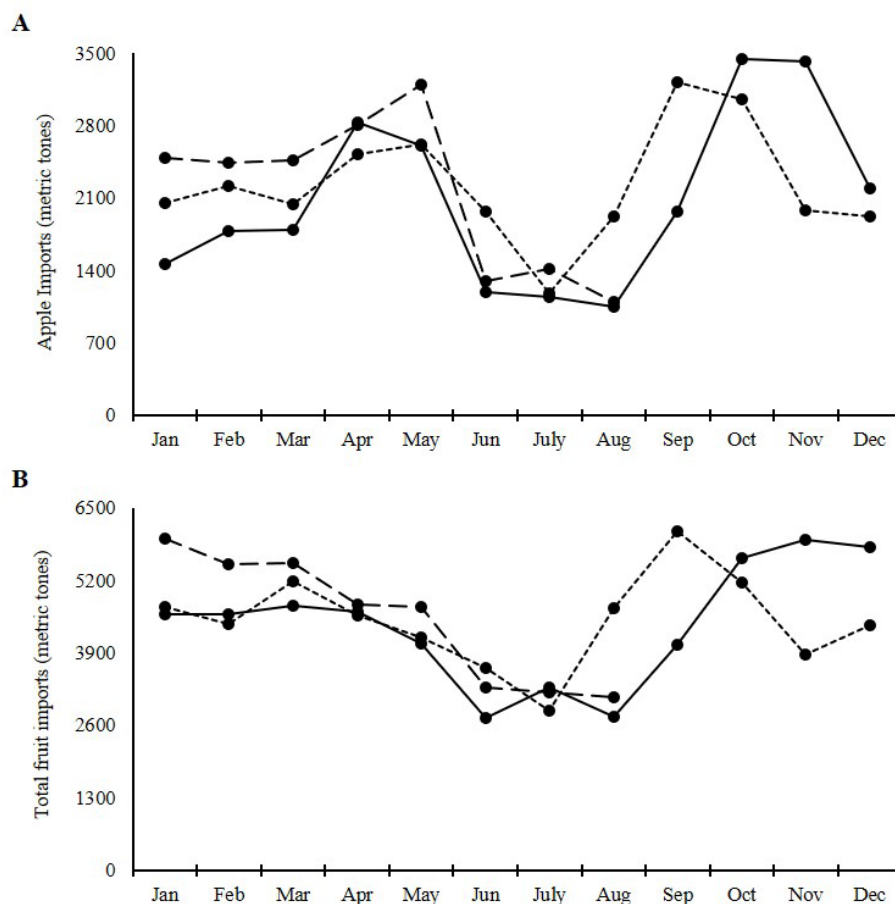 A
Apple Imports (metric tones)
3500
2800
2100
1400
700
0
Jan Feb Mar Apr May Jun July Aug Sep Oct Nov Dec
B
Total fruit imports (metric tones)
6500
5200
3900
2600
1300
0
Jan Feb Mar Apr May Jun July Aug Sep Oct Nov Dec